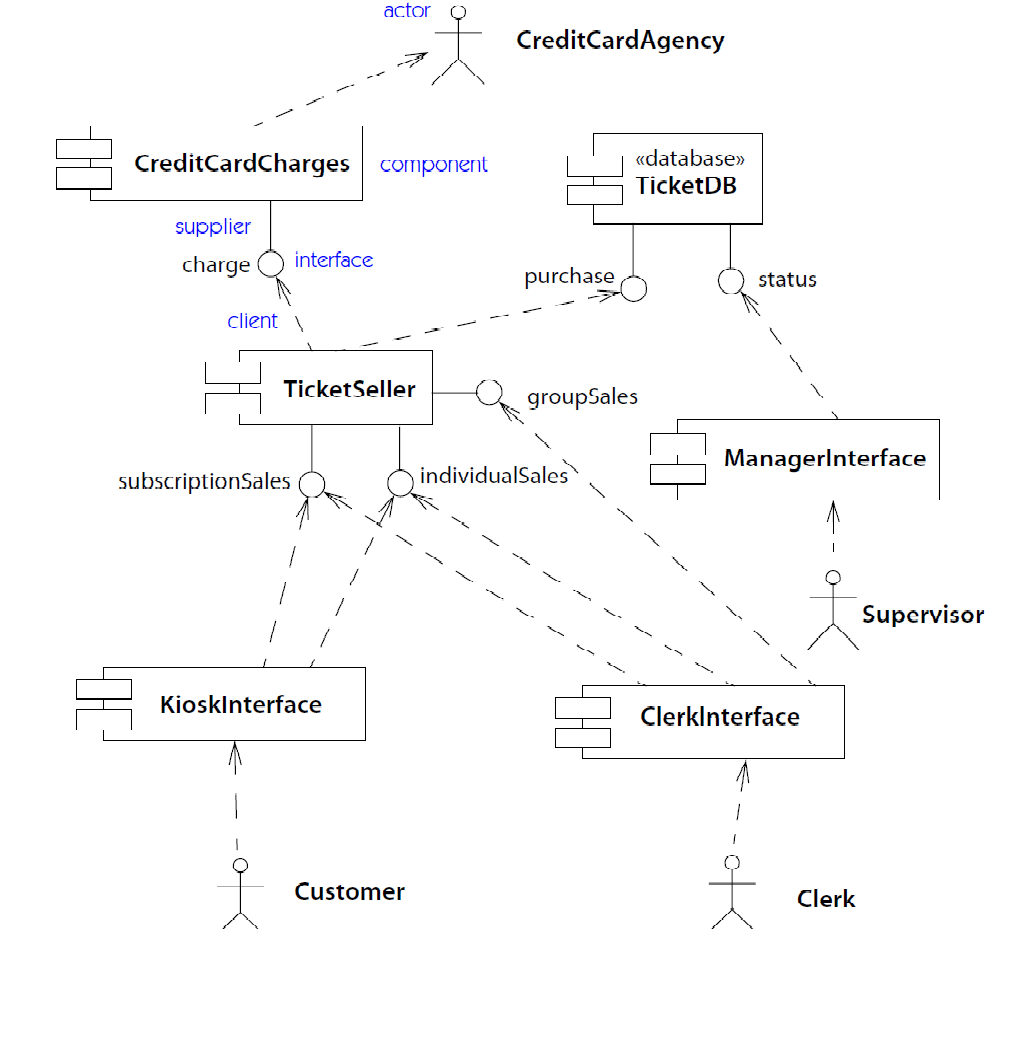 actor
CreditCardAgency
CreditCardCharges
component
«database»
TicketDB
supplier
charge
interface
purchase
status
client
TicketSeller
groupSales
subscriptionSales
individualSales
ManagerInterface
Supervisor
KioskInterface
ClerkInterface
Customer
Clerk